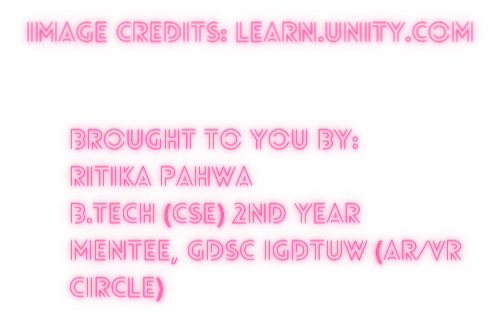 IMAGE CREDITS: LEARN.UNITY.COM
BROUGHT TO YOU BY:
RITIKA PAHWA
B.TECH (CSE) 2ND YEAR
MENTEE, GDSC IGDTUW (AR/VR
CIRCLE)